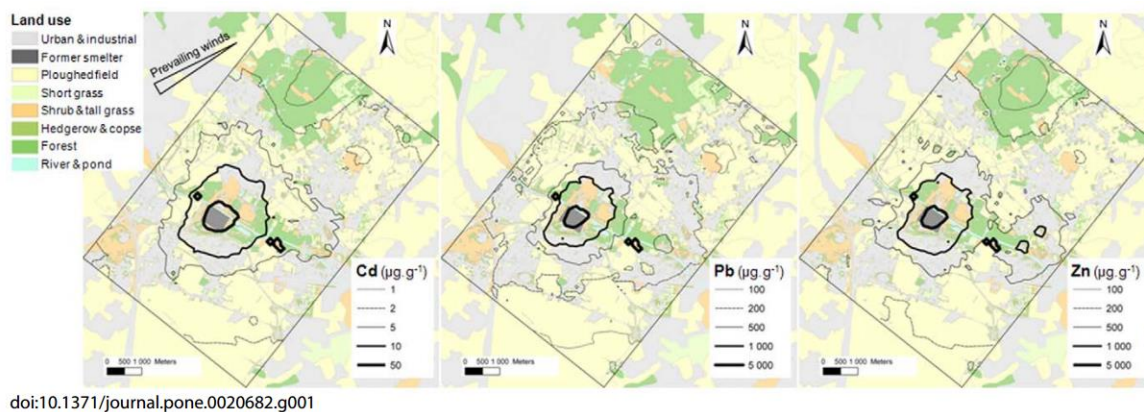 Land use
Urban & industrial
Former smelter
Ploughed field
Short grass
Shrub & tall grass
Hedgerow & copse
Forest
River & pond
Prevailing winds
N
Cd (µg. g⁻¹)
1
2
5
10
50
0 500 1 000 Meters
N
Pb (µg. g⁻¹)
100
200
500
1 000
5 000
0 500 1 000 Meters
N
Zn (µg. g⁻¹)
100
200
500
1 000
5 000
0 500 1 000 Meters
doi:10.1371/journal.pone.0020682.g001